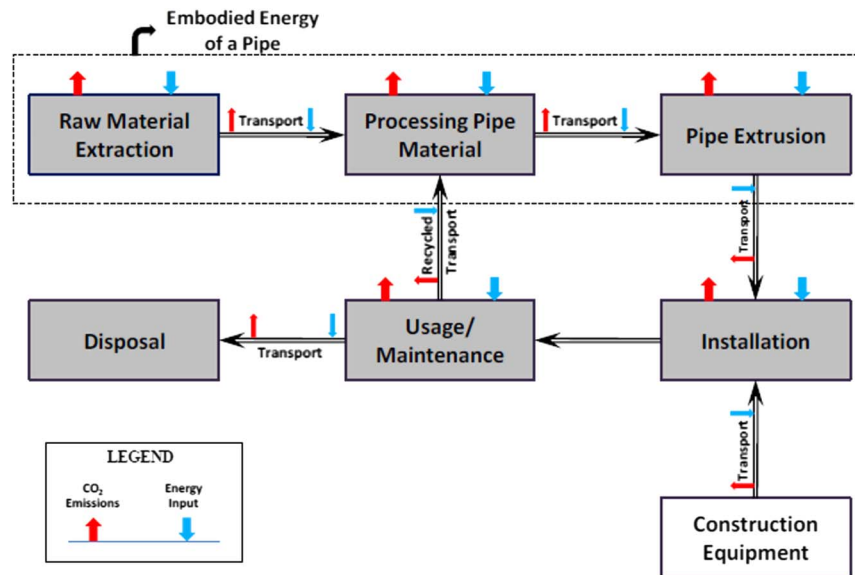 Embodied Energy
of a Pipe
Raw Material
Extraction
Transport
Processing Pipe
Material
Transport
Pipe Extrusion
Recycled
Transport
Transport
Disposal
Transport
Usage/
Maintenance
Installation
Transport
LEGEND
CO₂
Emissions
Energy
Input
Construction
Equipment